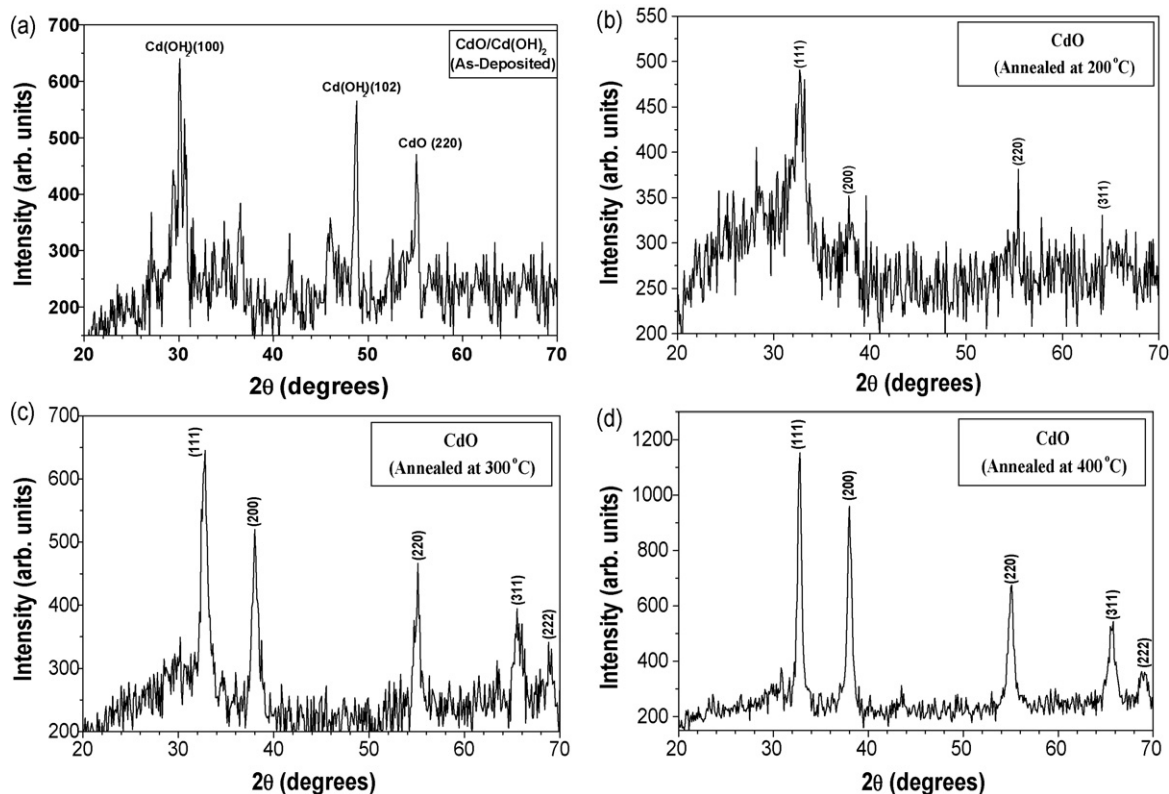 (a)
700
600
500
400
300
200
20 30 40 50 60 70
Intensity (arb. units)
2θ (degrees)
Cd(OH)2(100)
Cd(OH)2(102)
CdO (220)
CdO/Cd(OH)2
(As-Deposited)
(b)
550
500
450
400
350
300
250
200
20 30 40 50 60 70
Intensity (arb. units)
2θ (degrees)
(111)
(200)
(220)
(311)
CdO
(Annealed at 200°C)
(c)
700
600
500
400
300
200
20 30 40 50 60 70
Intensity (arb. units)
2θ (degrees)
(111)
(200)
(220)
(311)
(222)
CdO
(Annealed at 300°C)
(d)
1200
1000
800
600
400
200
20 30 40 50 60 70
Intensity (arb. units)
2θ (degrees)
(111)
(200)
(220)
(311)
(222)
CdO
(Annealed at 400°C)